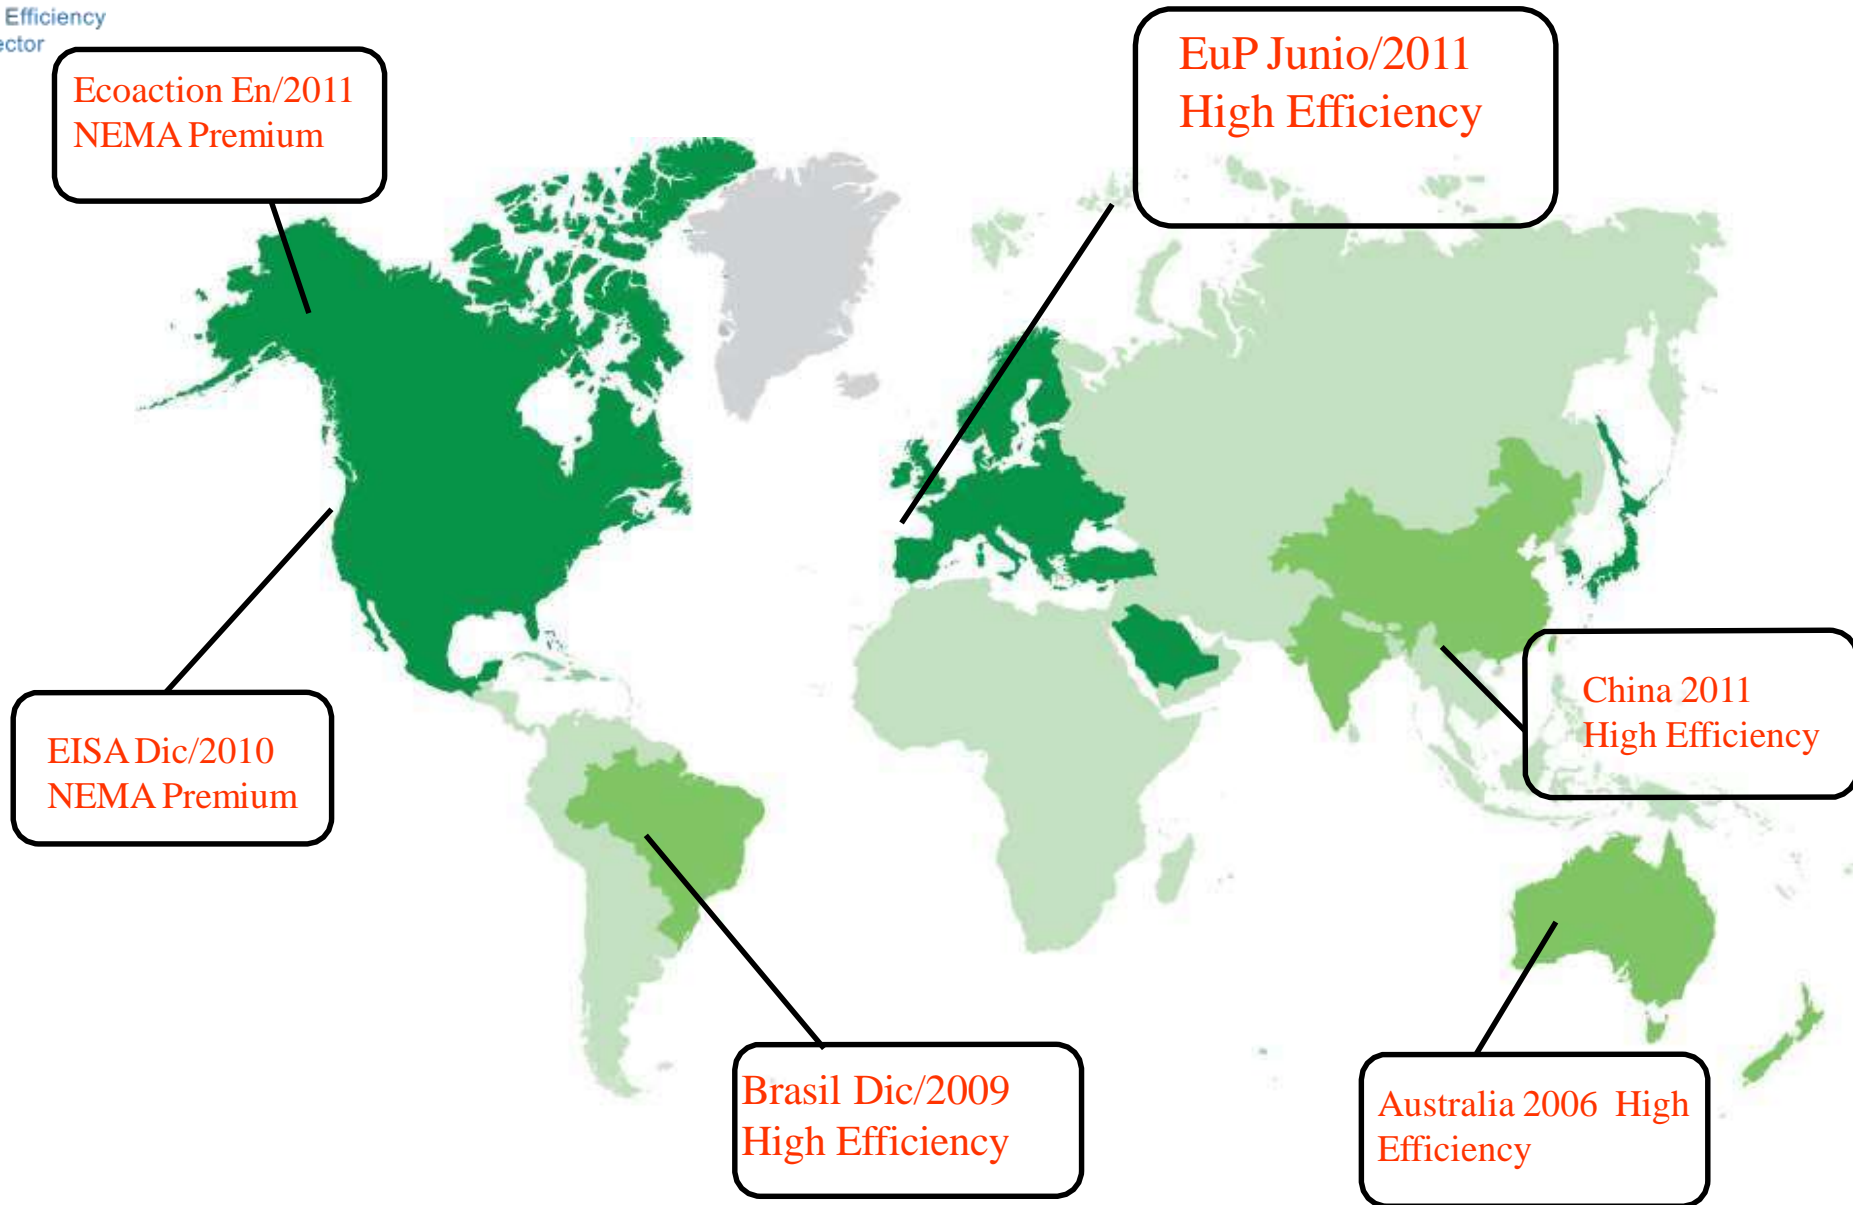 Efficiency
ector
Ecoaction En/2011
NEMA Premium
EuP Junio/2011
High Efficiency
EISA Dic/2010
NEMA Premium
China 2011
High Efficiency
Brasil Dic/2009
High Efficiency
Australia 2006 High
Efficiency